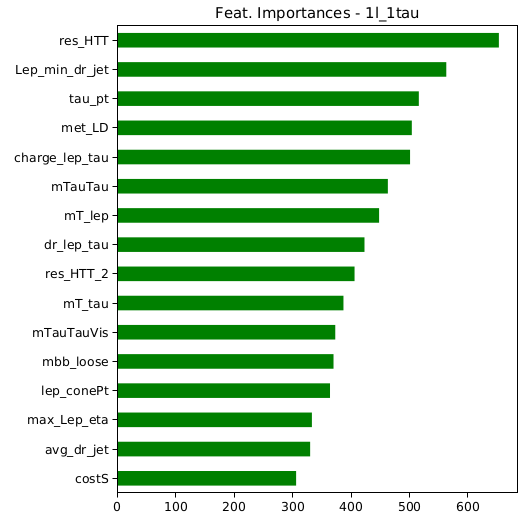 Feat. Importances - 1l_1tau
res_HTT
Lep_min_dr_jet
tau_pt
met_LD
charge_lep_tau
mTauTau
mT_lep
dr_lep_tau
res_HTT_2
mT_tau
mTauTauVis
mbb_loose
lep_conePt
max_Lep_eta
avg_dr_jet
costS
0 100 200 300 400 500 600